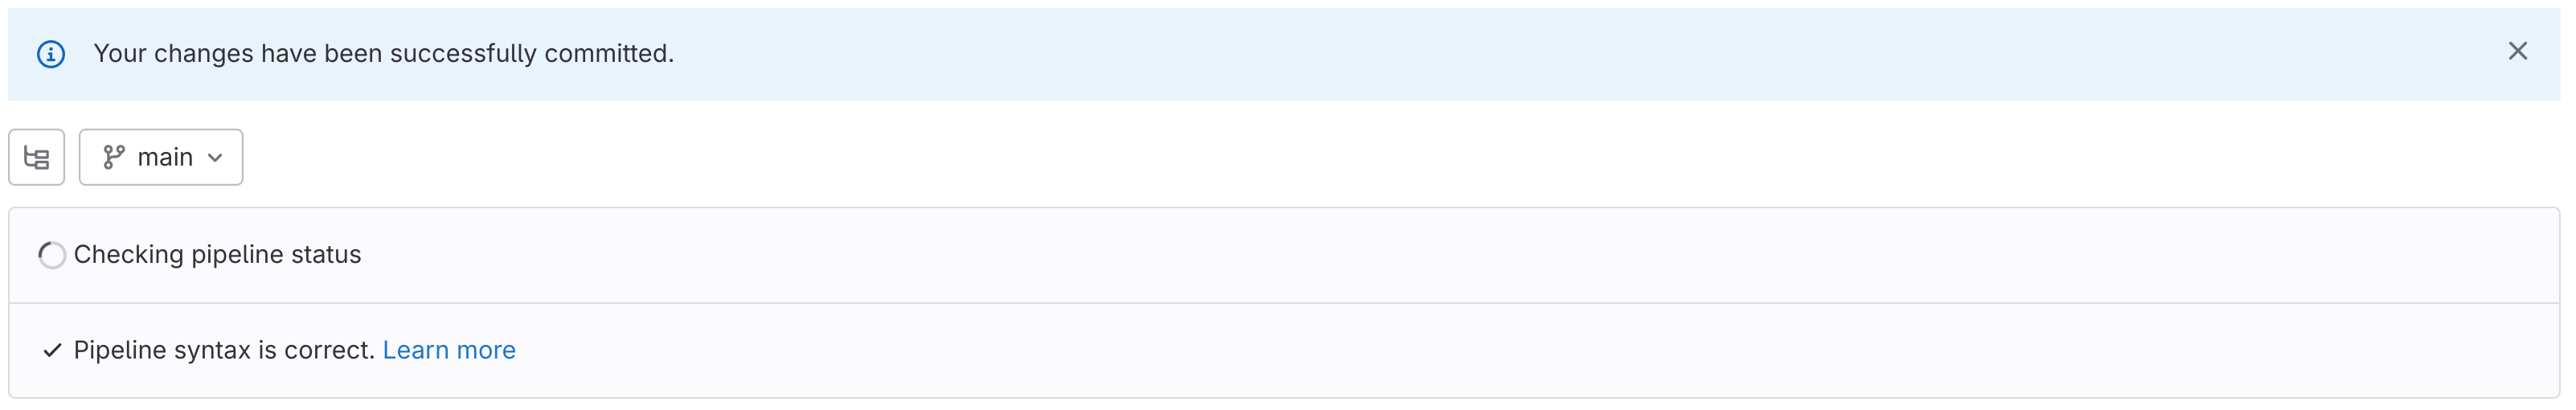 Your changes have been successfully committed.
main
Checking pipeline status
Pipeline syntax is correct. Learn more